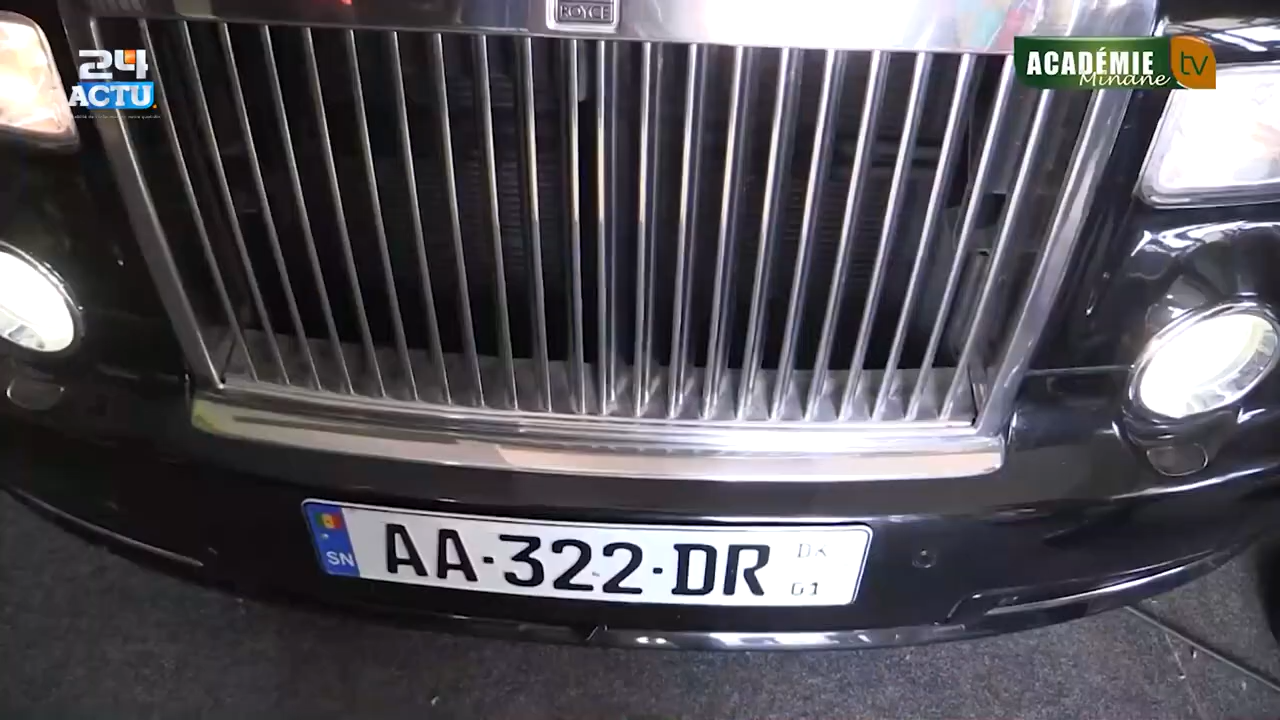 ROYCE
24
ACTU
ACADÉMIE tv
Minane
SN
AA-322-DR
DK
01